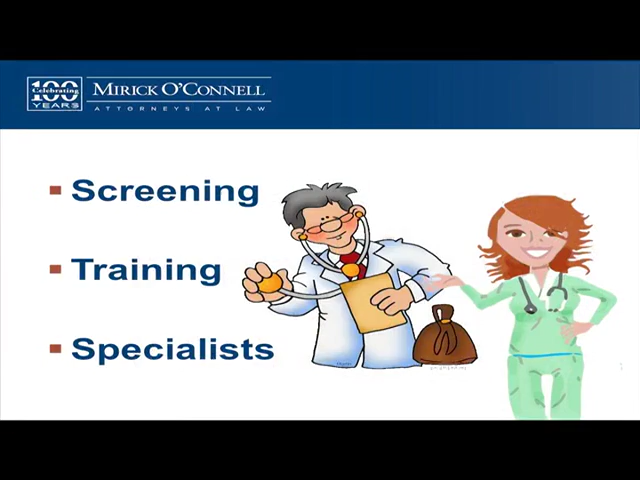 100
Celebrating
YEARS
MIRICK O'CONNELL
ATTORNEYS AT LAW
Screening
Training
Specialists